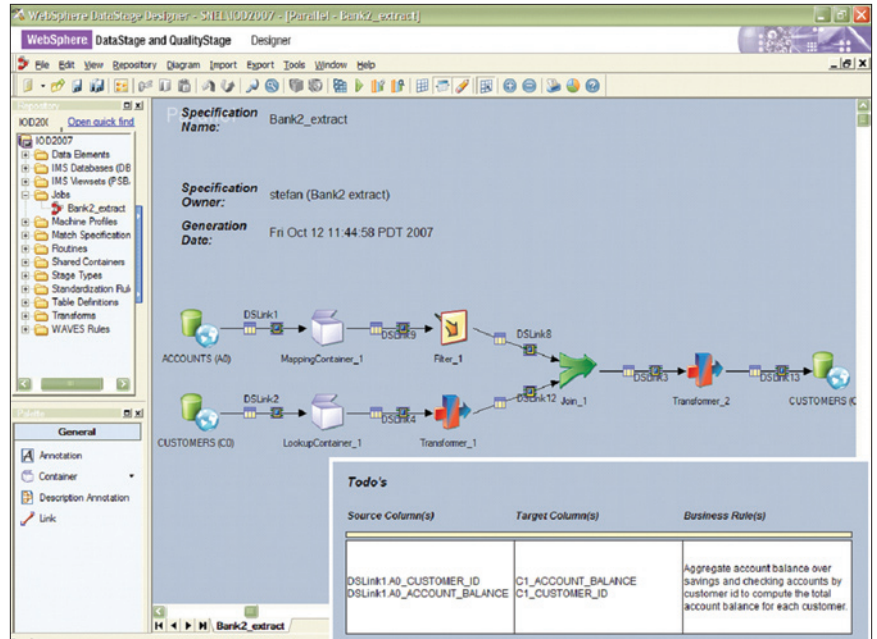 WebSphere DataStage Designer - SNEL\IOD2007 - [Parallel - Bank2_extract]
WebSphere DataStage and QualityStage Designer
File Edit View Repository Diagram Import Export Tools Window Help
Repository
Open quick find
IOD2007
Data Elements
IMS Databases (DB
IMS Viewsets (PSB
Jobs
Bank2_extract
Machine Profiles
Match Specification
Routines
Shared Containers
Stage Types
Standardization Rul
Table Definitions
Transforms
WAVES Rules
Palette
General
Annotation
Container
Description Annotation
Link
Specification Name:
Bank2_extract
Specification Owner:
stefan (Bank2 extract)
Generation Date:
Fri Oct 12 11:44:58 PDT 2007
ACCOUNTS (A0)
DSLink1
MappingContainer_1
DSLink9
Filter_1
DSLink8
CUSTOMERS (C0)
DSLink2
LookupContainer_1
DSLink4
Transformer_1
DSLink12
Join_1
DSLink3
Transformer_2
DSLink13
CUSTOMERS (C
Todo's
Source Column(s) Target Column(s) Business Rule(s)
DSLink1.A0_CUSTOMER_ID
DSLink1.A0_ACCOUNT_BALANCE
C1_ACCOUNT_BALANCE
C1_CUSTOMER_ID
Aggregate account balance over
savings and checking accounts by
customer id to compute the total
account balance for each customer.
Bank2_extract